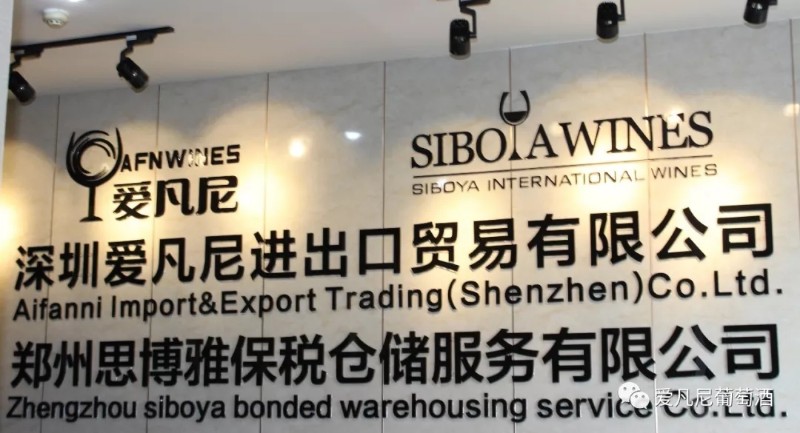 AFNWINES
爱凡尼
SIBOYAWINES
SIBOYA INTERNATIONAL WINES
深圳爱凡尼进出口贸易有限公司
Aifanni Import&Export Trading(Shenzhen)Co.Ltd.
郑州思博雅保税仓储服务有限公司
Zhengzhou siboya bonded warehousing service Co.Ltd.
爱凡尼葡萄酒